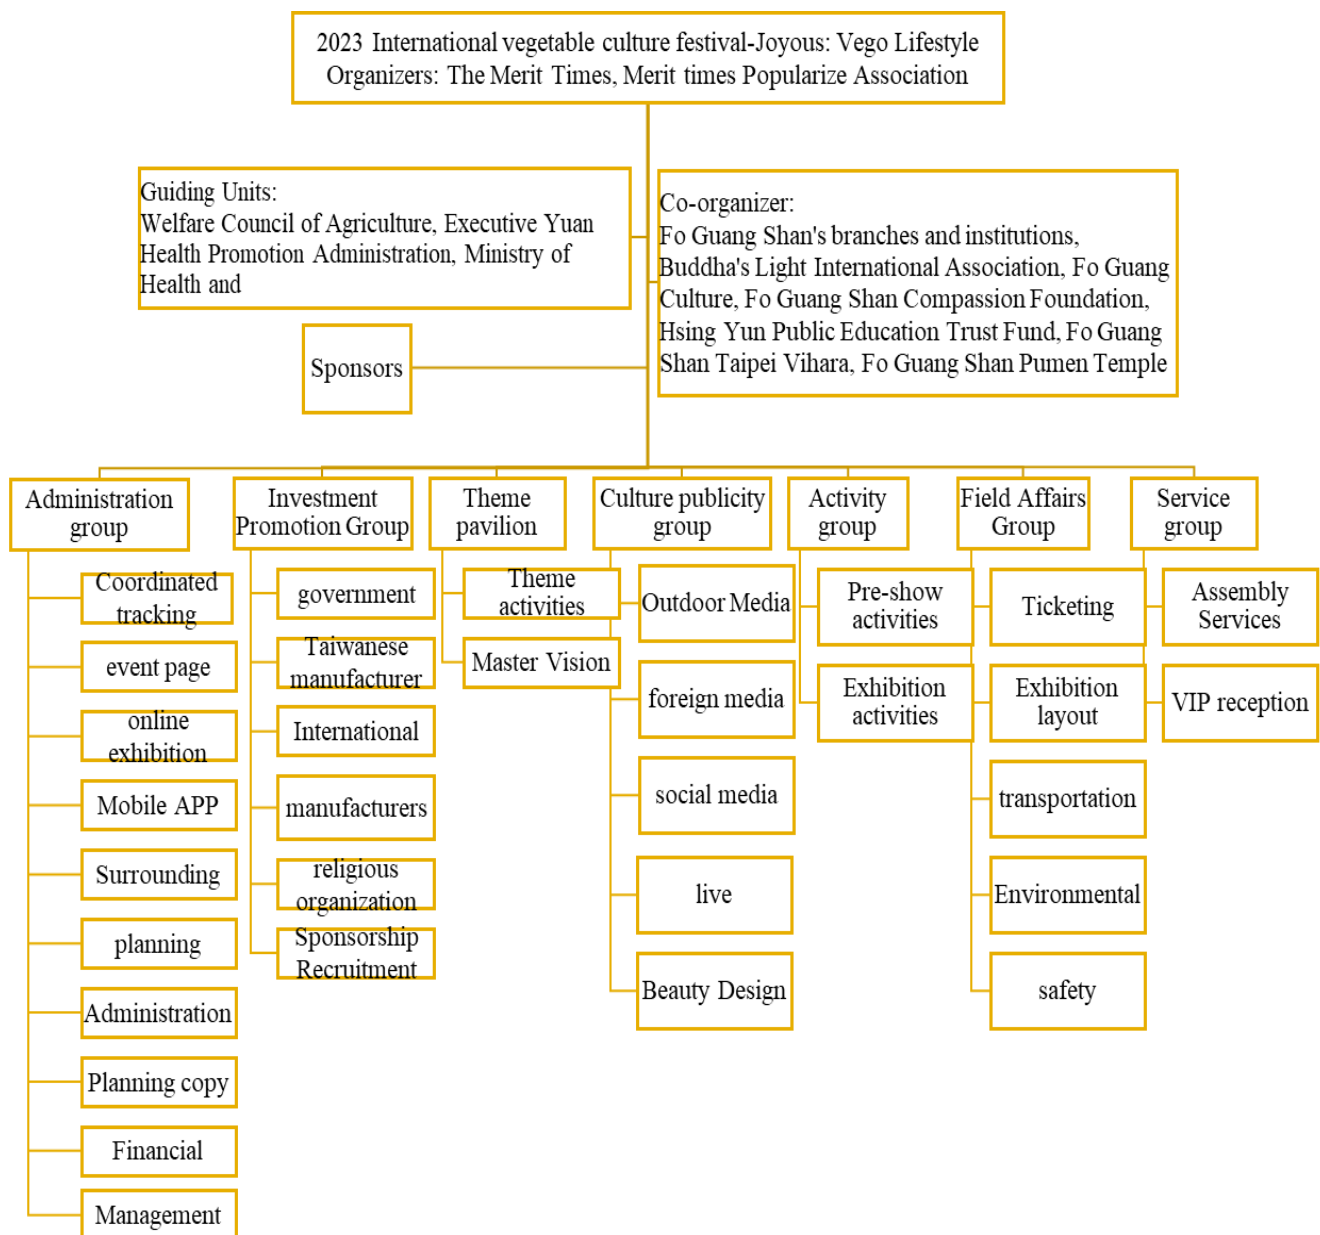 2023 International vegetable culture festival-Joyous: Vego Lifestyle
Organizers: The Merit Times, Merit times Popularize Association
Guiding Units:
Welfare Council of Agriculture, Executive Yuan
Health Promotion Administration, Ministry of
Health and
Co-organizer:
Fo Guang Shan's branches and institutions,
Buddha's Light International Association, Fo Guang
Culture, Fo Guang Shan Compassion Foundation,
Hsing Yun Public Education Trust Fund, Fo Guang
Shan Taipei Vihara, Fo Guang Shan Pumen Temple
Sponsors
Administration
group
Coordinated
tracking
event page
online
exhibition
Mobile APP
Surrounding
planning
Administration
Planning copy
Financial
Management
Investment
Promotion Group
government
Taiwanese
manufacturer
International
manufacturers
religious
organization
Sponsorship
Recruitment
Theme
pavilion
Theme
activities
Master Vision
Culture publicity
group
Outdoor Media
foreign media
social media
live
Beauty Design
Activity
group
Pre-show
activities
Exhibition
activities
Field Affairs
Group
Ticketing
Exhibition
layout
transportation
Environmental
safety
Service
group
Assembly
Services
VIP reception